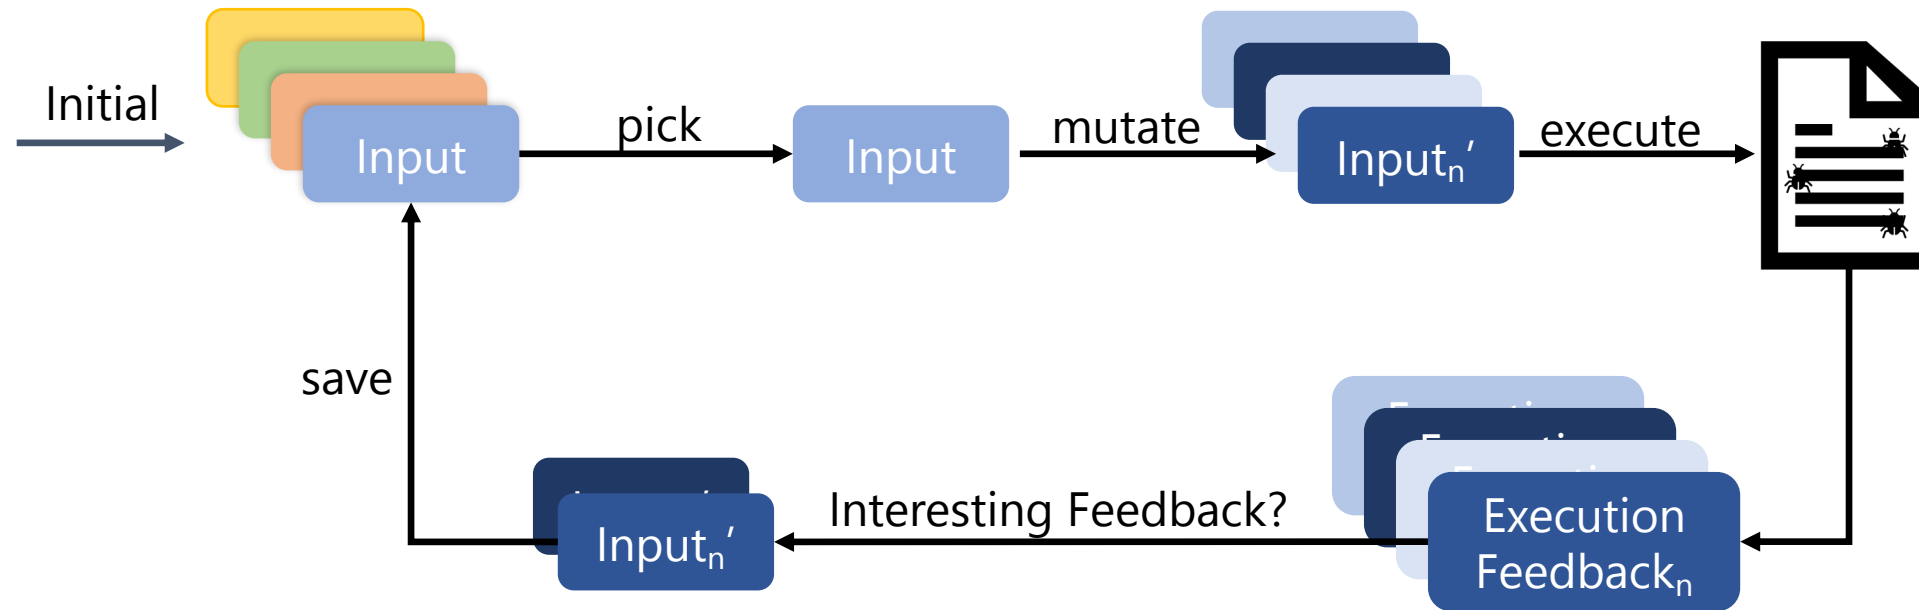 Initial
Input
pick
Input
mutate
Inputₙ′
execute
save
Inputₙ′
Interesting Feedback?
Execution
Feedbackₙ